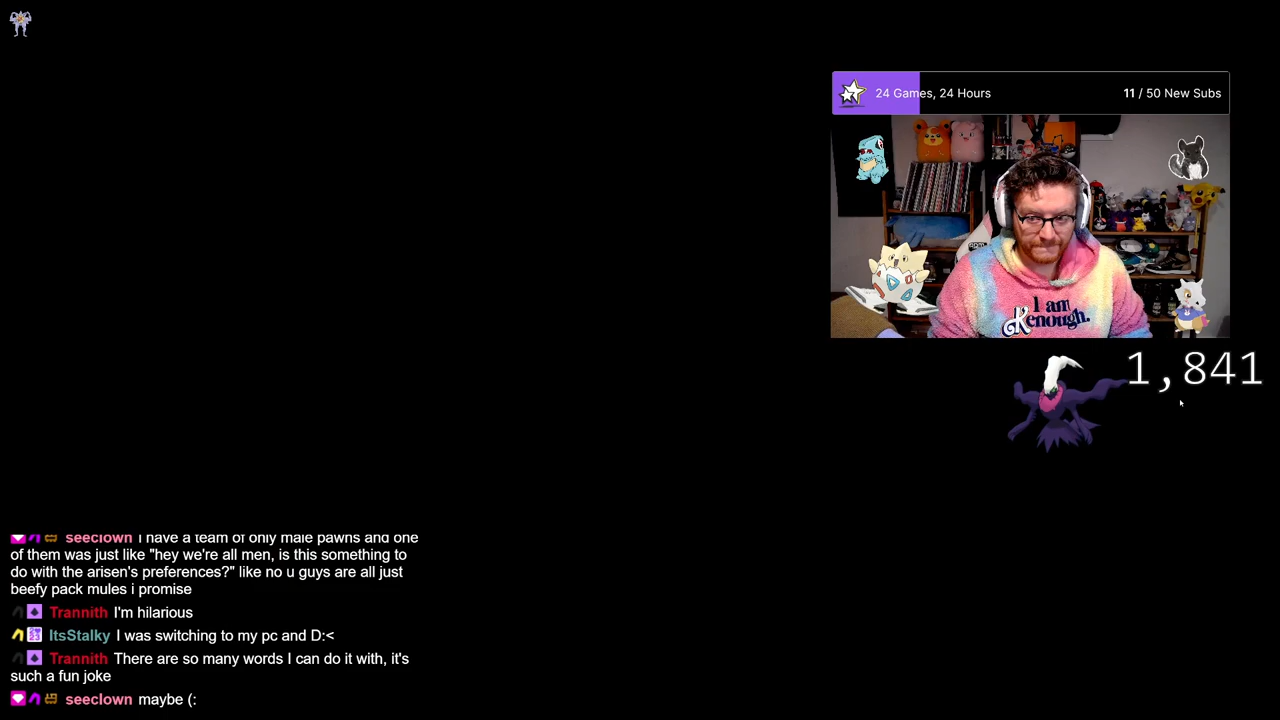 24 Games, 24 Hours 11 / 50 New Subs
I am
Kenough.
1,841
seeclown I have a team of only male pawns and one
of them was just like "hey we're all men, is this something to
do with the arisen's preferences?" like no u guys are all just
beefy pack mules i promise
Trannith I'm hilarious
ItsStalky I was switching to my pc and D:<
Trannith There are so many words I can do it with, it's
such a fun joke
seeclown maybe (: